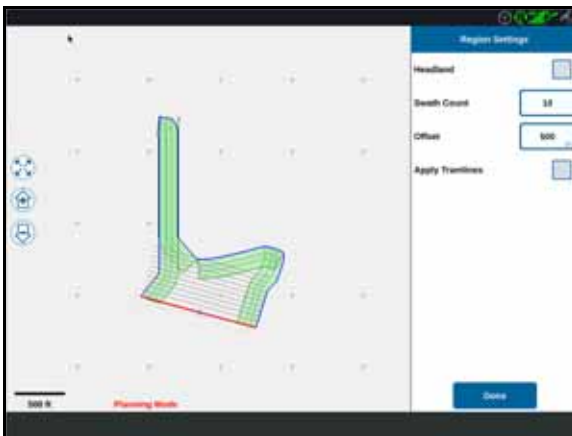 Region Settings
Headland
Swath Count
10
Offset
500
Apply Tramlines
500 ft
Planning Mode
Done